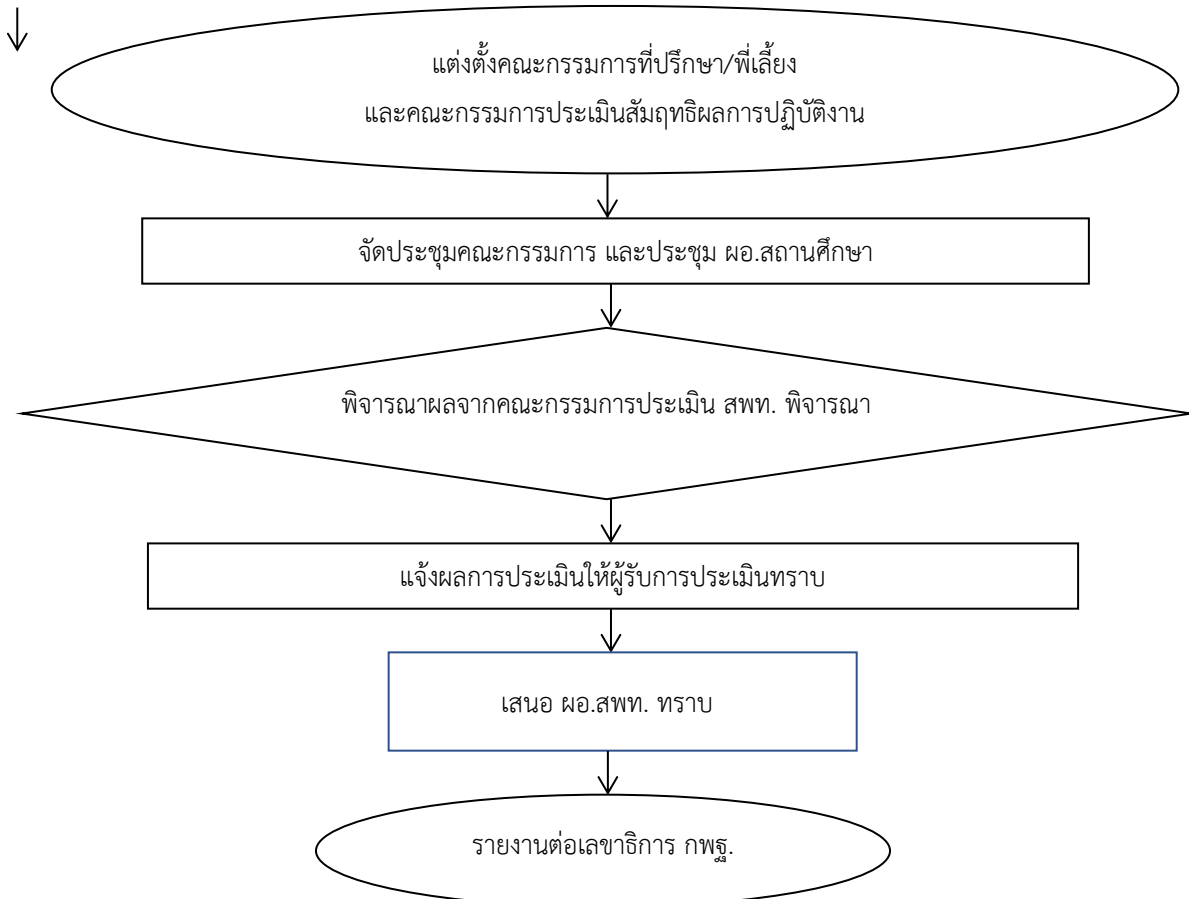 แต่งตั้งคณะกรรมการที่ปรึกษา/พี่เลี้ยง
และคณะกรรมการประเมินสัมฤทธิผลการปฏิบัติงาน
จัดประชุมคณะกรรมการ และประชุม ผอ.สถานศึกษา
พิจารณาผลจากคณะกรรมการประเมิน สพท. พิจารณา
แจ้งผลการประเมินให้ผู้รับการประเมินทราบ
เสนอ ผอ.สพท. ทราบ
รายงานต่อเลขาธิการ กพฐ.